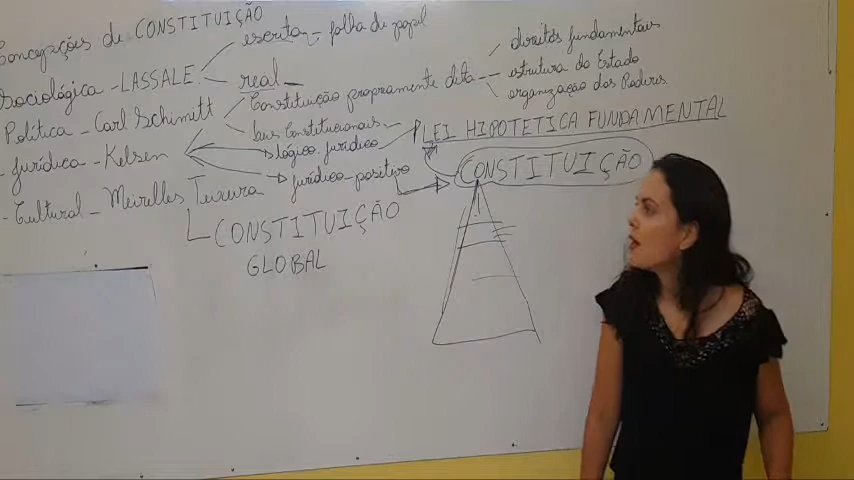 Concepções de CONSTITUIÇÃO
Sociológica - LASSALE
escrita - folha de papel
real
Política - Carl Schimitt
Constituição propriamente dita
direitos fundamentais
estrutura do Estado
organização dos Poderes
Leis Constitucionais
- Jurídica - Kelsen
lógico-jurídico
LEI HIPOTETICA FUNDAMENTAL
jurídico-positivo
CONSTITUIÇÃO
- Cultural - Meirelles Teixeira
CONSTITUIÇÃO
GLOBAL